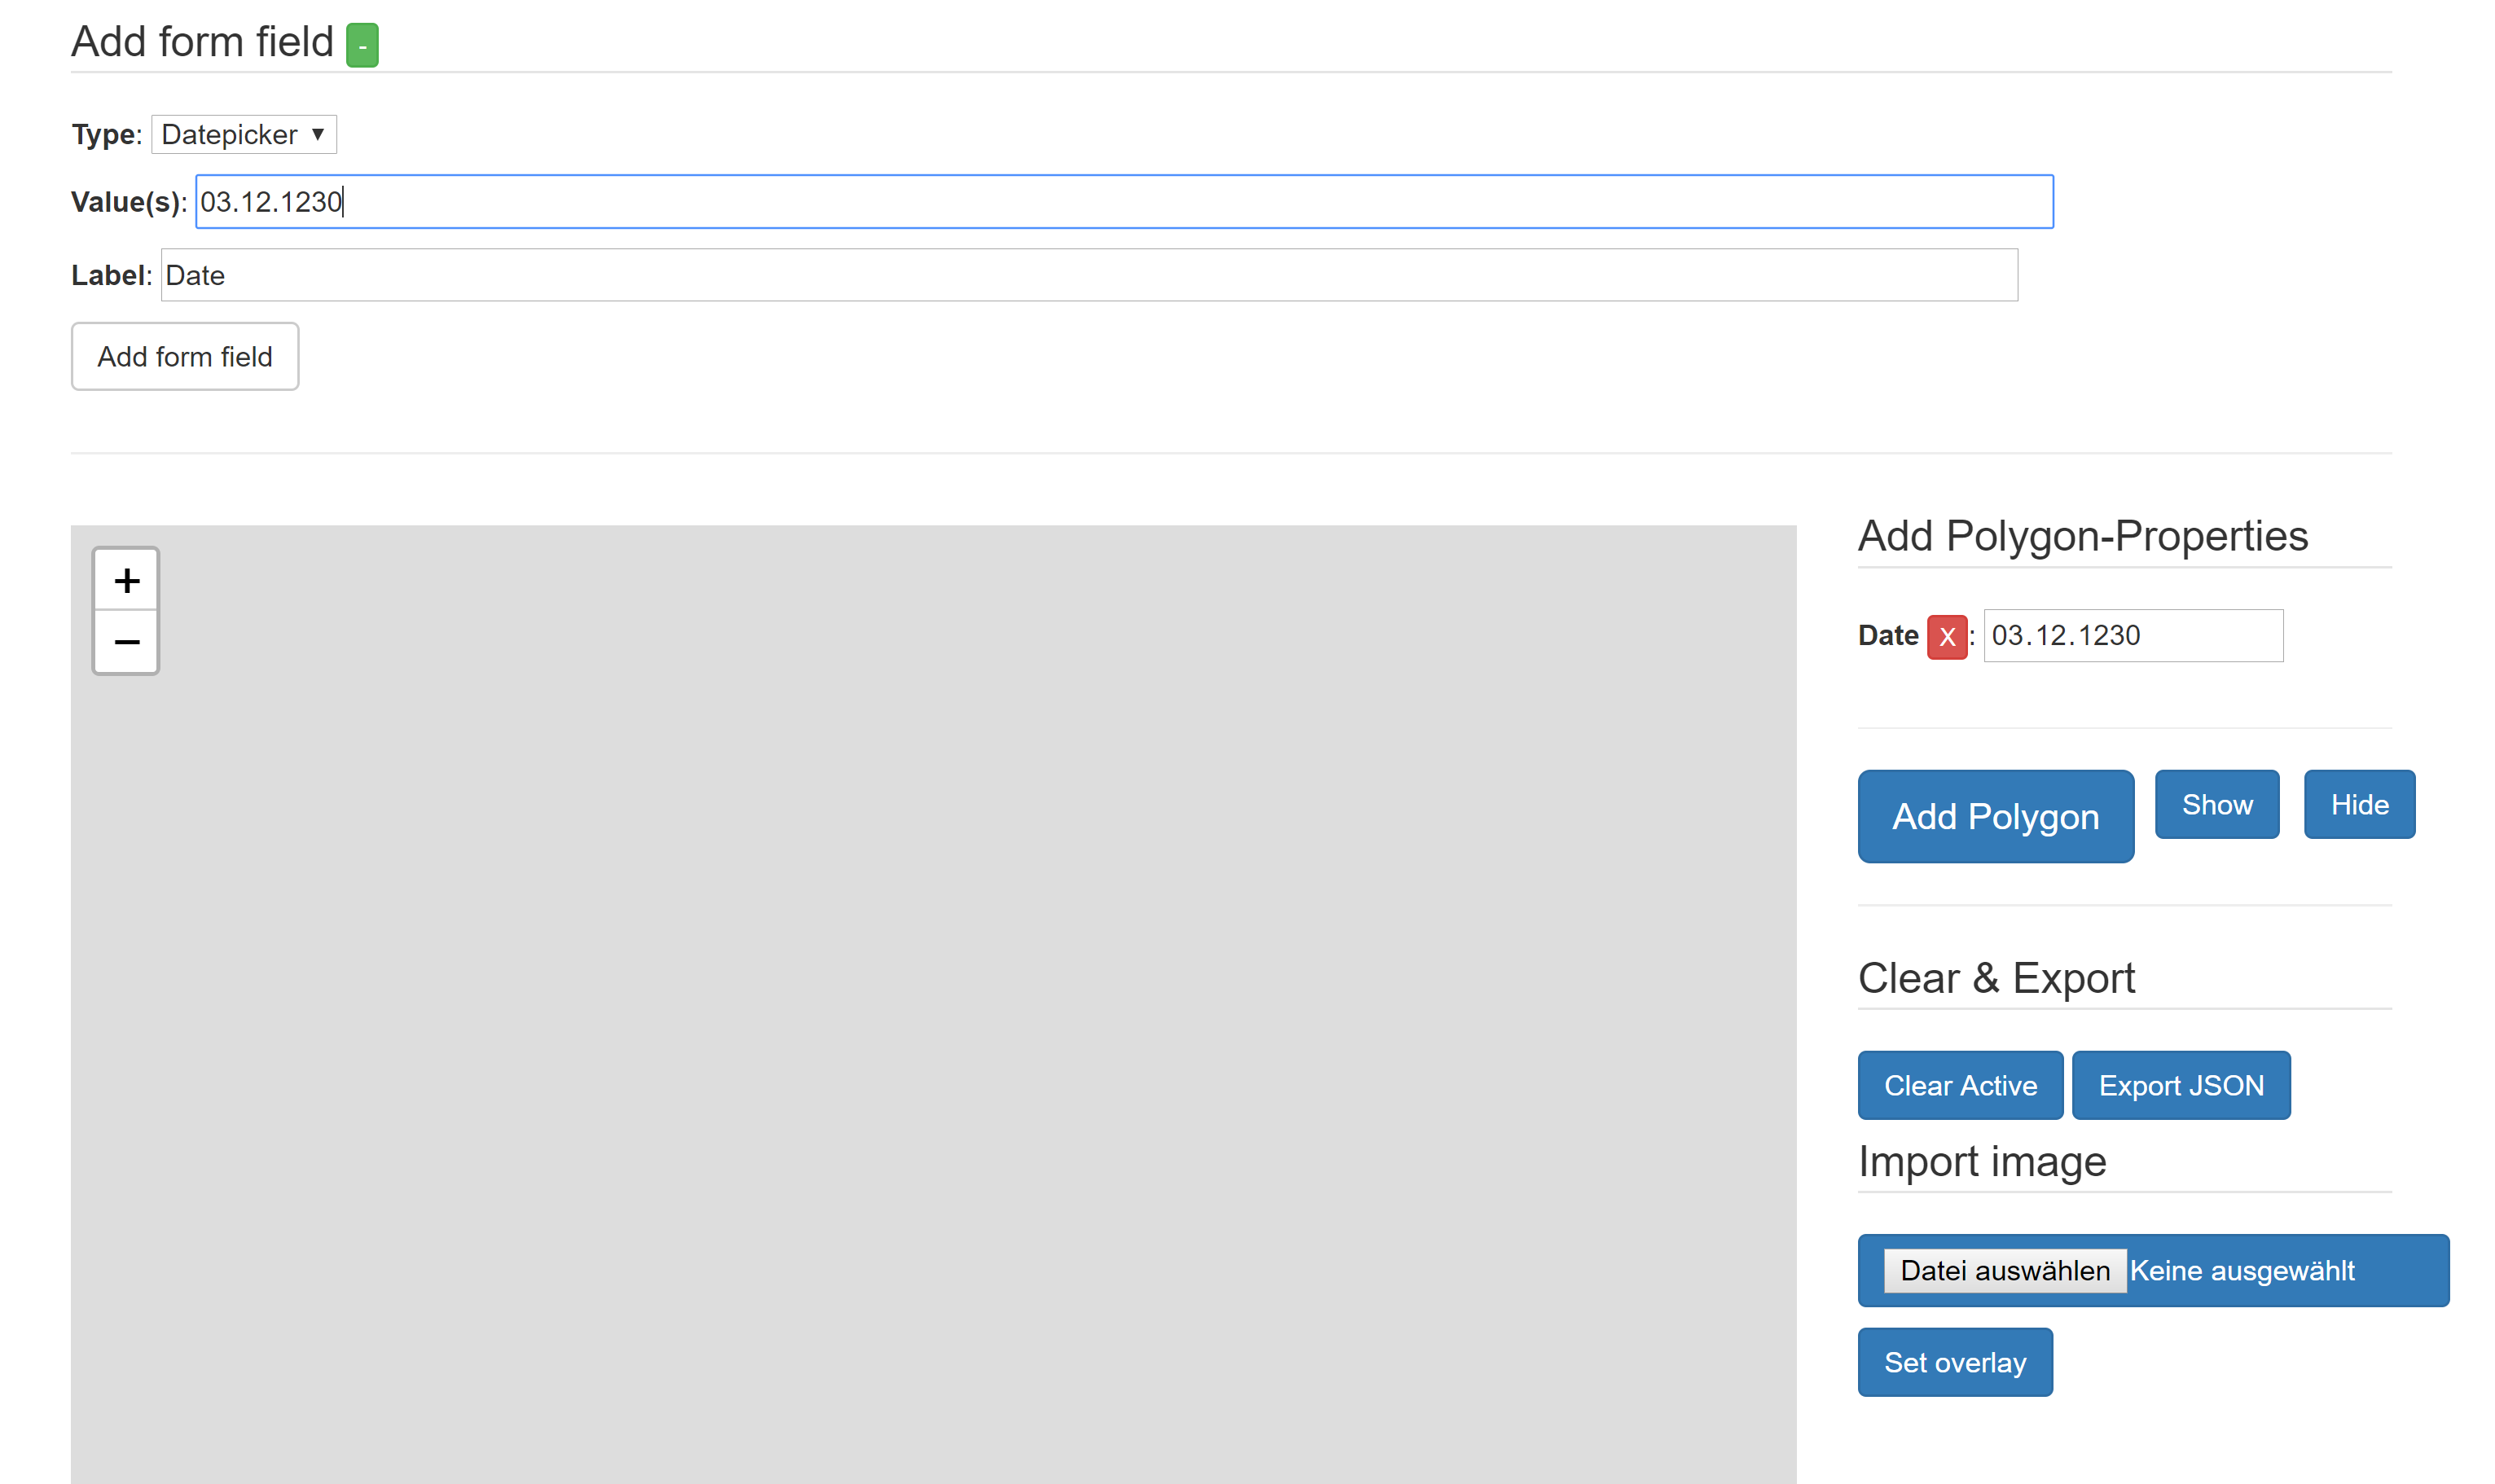 Add form field -
Type: Datepicker ▼
Value(s): 03.12.1230
Label: Date
Add form field
+
−
Add Polygon-Properties
Date X: 03.12.1230
Add Polygon Show Hide
Clear & Export
Clear Active Export JSON
Import image
Datei auswählen Keine ausgewählt
Set overlay